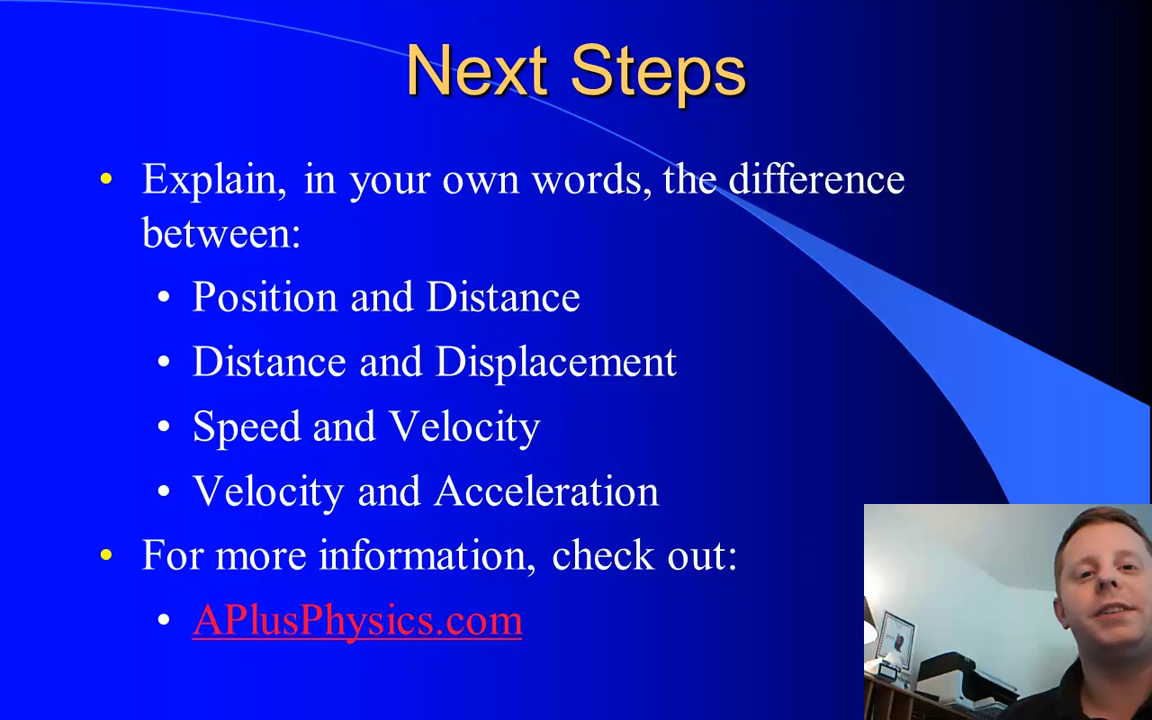 Next Steps
• Explain, in your own words, the difference
between:
• Position and Distance
• Distance and Displacement
• Speed and Velocity
• Velocity and Acceleration
• For more information, check out:
• APlusPhysics.com